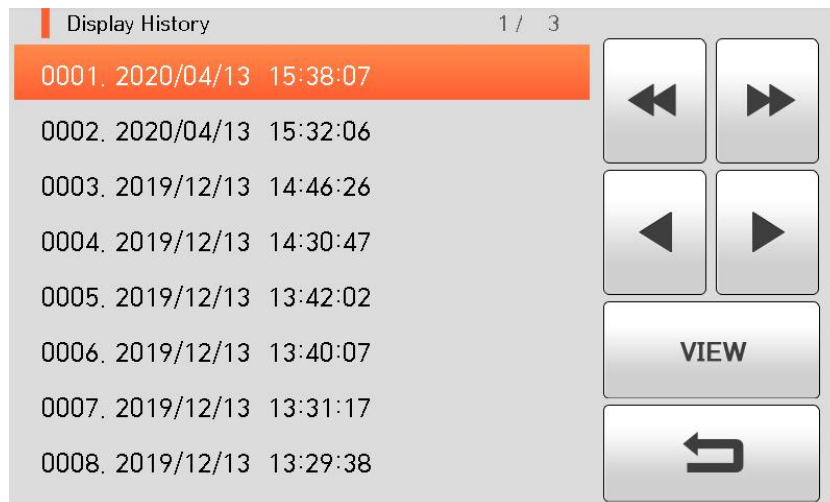 Display History 1 / 3
0001. 2020/04/13 15:38:07
0002. 2020/04/13 15:32:06
0003. 2019/12/13 14:46:26
0004. 2019/12/13 14:30:47
0005. 2019/12/13 13:42:02
0006. 2019/12/13 13:40:07
0007. 2019/12/13 13:31:17
0008. 2019/12/13 13:29:38
VIEW